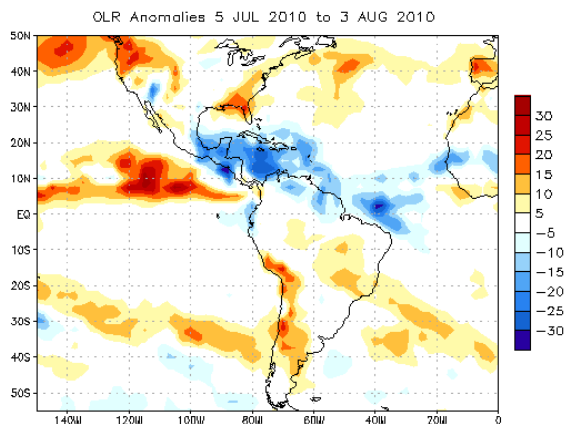 OLR Anomalies 5 JUL 2010 to 3 AUG 2010
50N
40N
30N
20N
10N
EQ
10S
20S
30S
40S
50S
140W 120W 100W 80W 60W 40W 20W 0
30
25
20
15
10
5
−5
−10
−15
−20
−25
−30